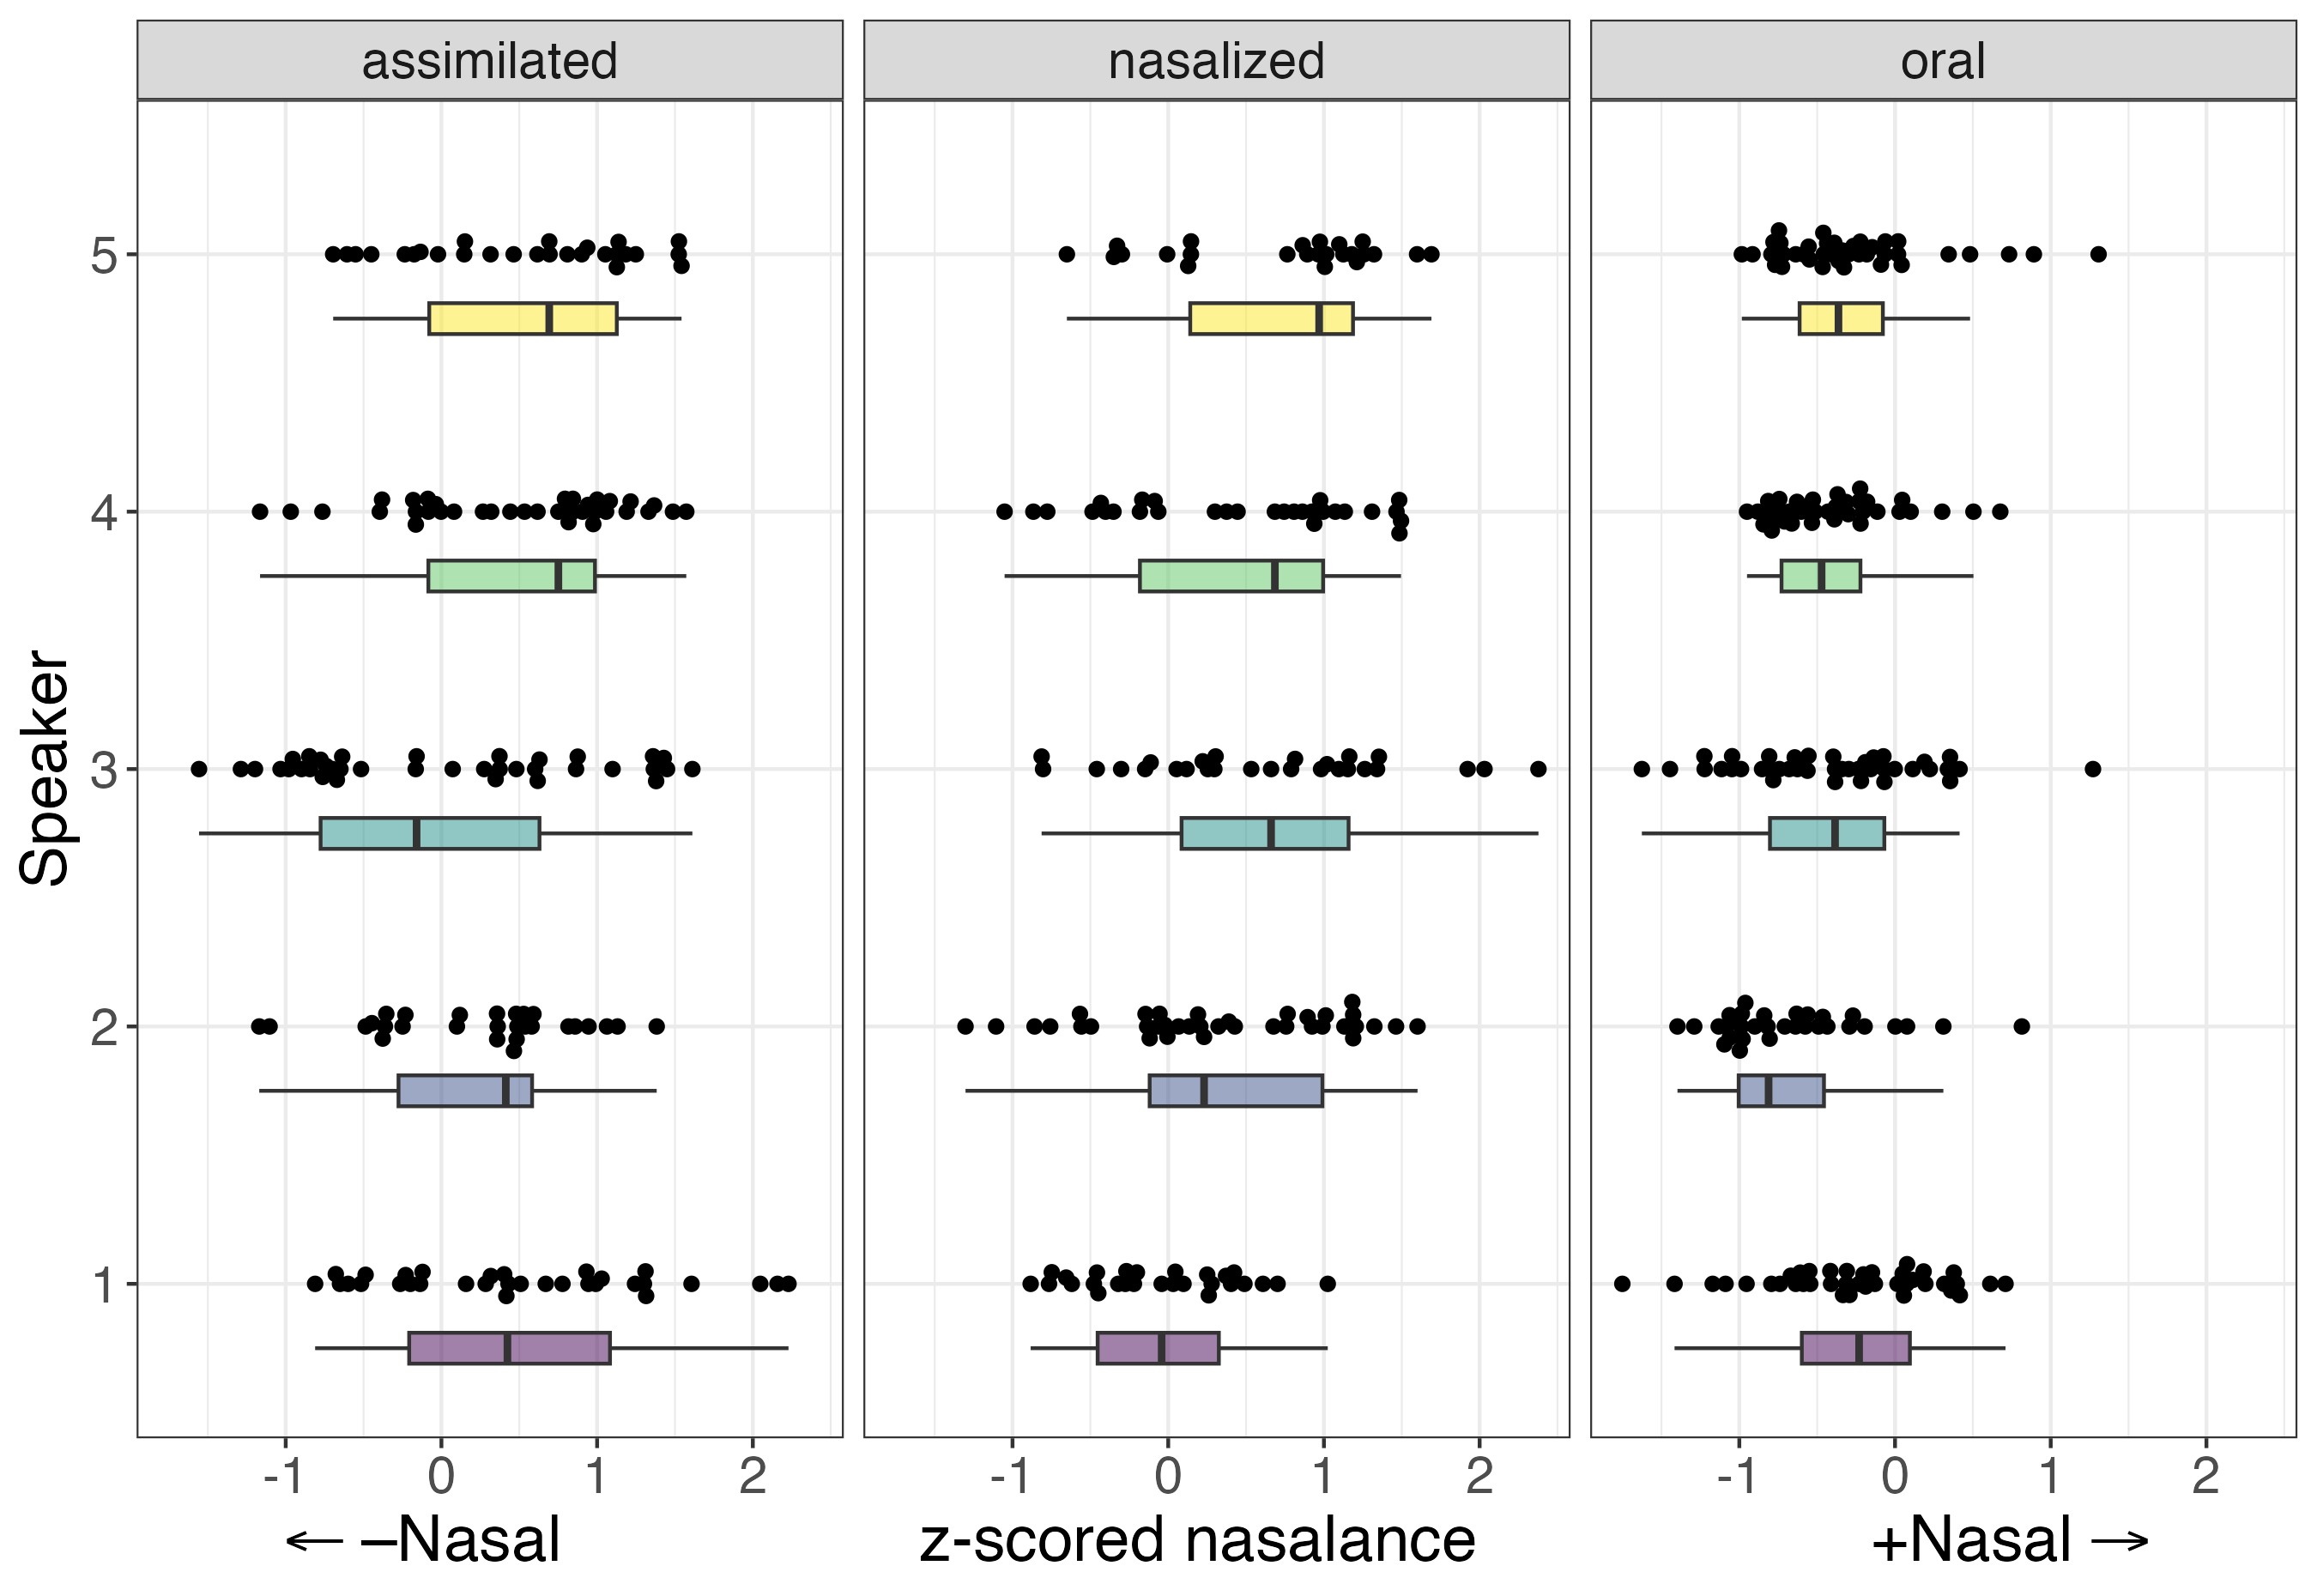 assimilated nasalized oral
Speaker
5
4
3
2
1
-1 0 1 2 -1 0 1 2 -1 0 1 2
← –Nasal z-scored nasalance +Nasal →